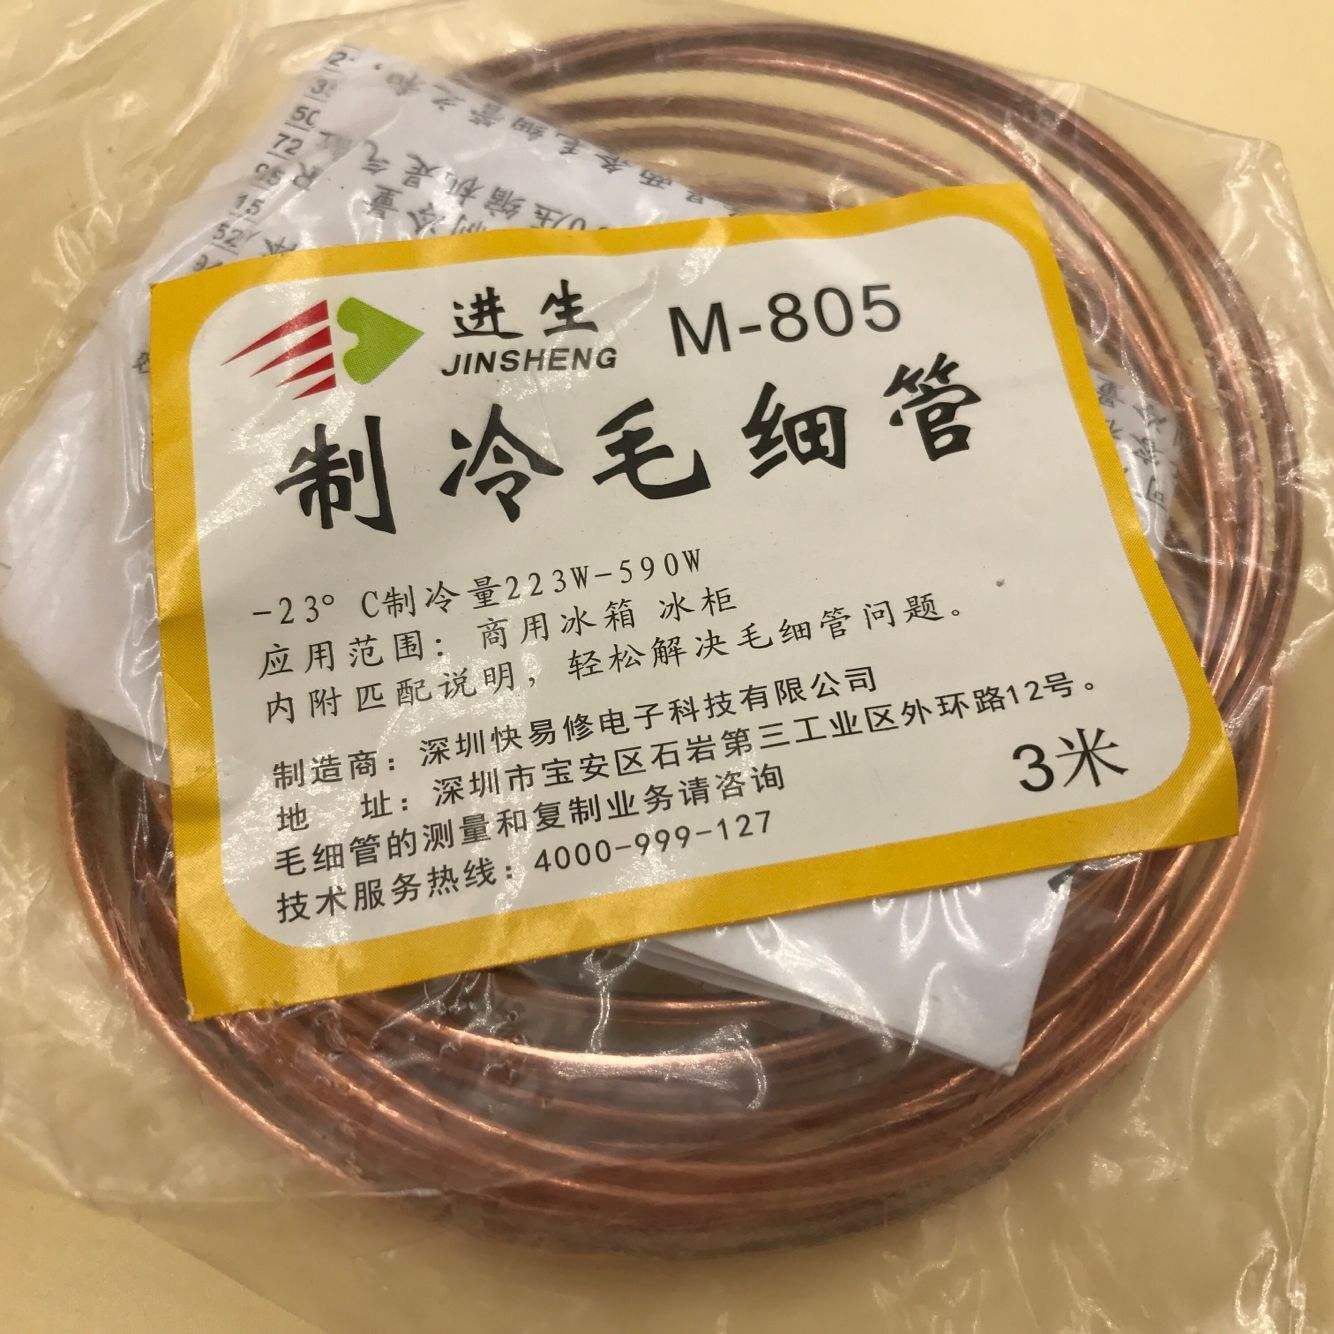 进生
JINSHENG
M-805
制冷毛细管
-23° C制冷量223W-590W
应用范围：商用冰箱 冰柜
内附匹配说明，轻松解决毛细管问题。
制造商：深圳快易修电子科技有限公司
地 址：深圳市宝安区石岩第三工业区外环路12号。
毛细管的测量和复制业务请咨询
技术服务热线：4000-999-127
3米